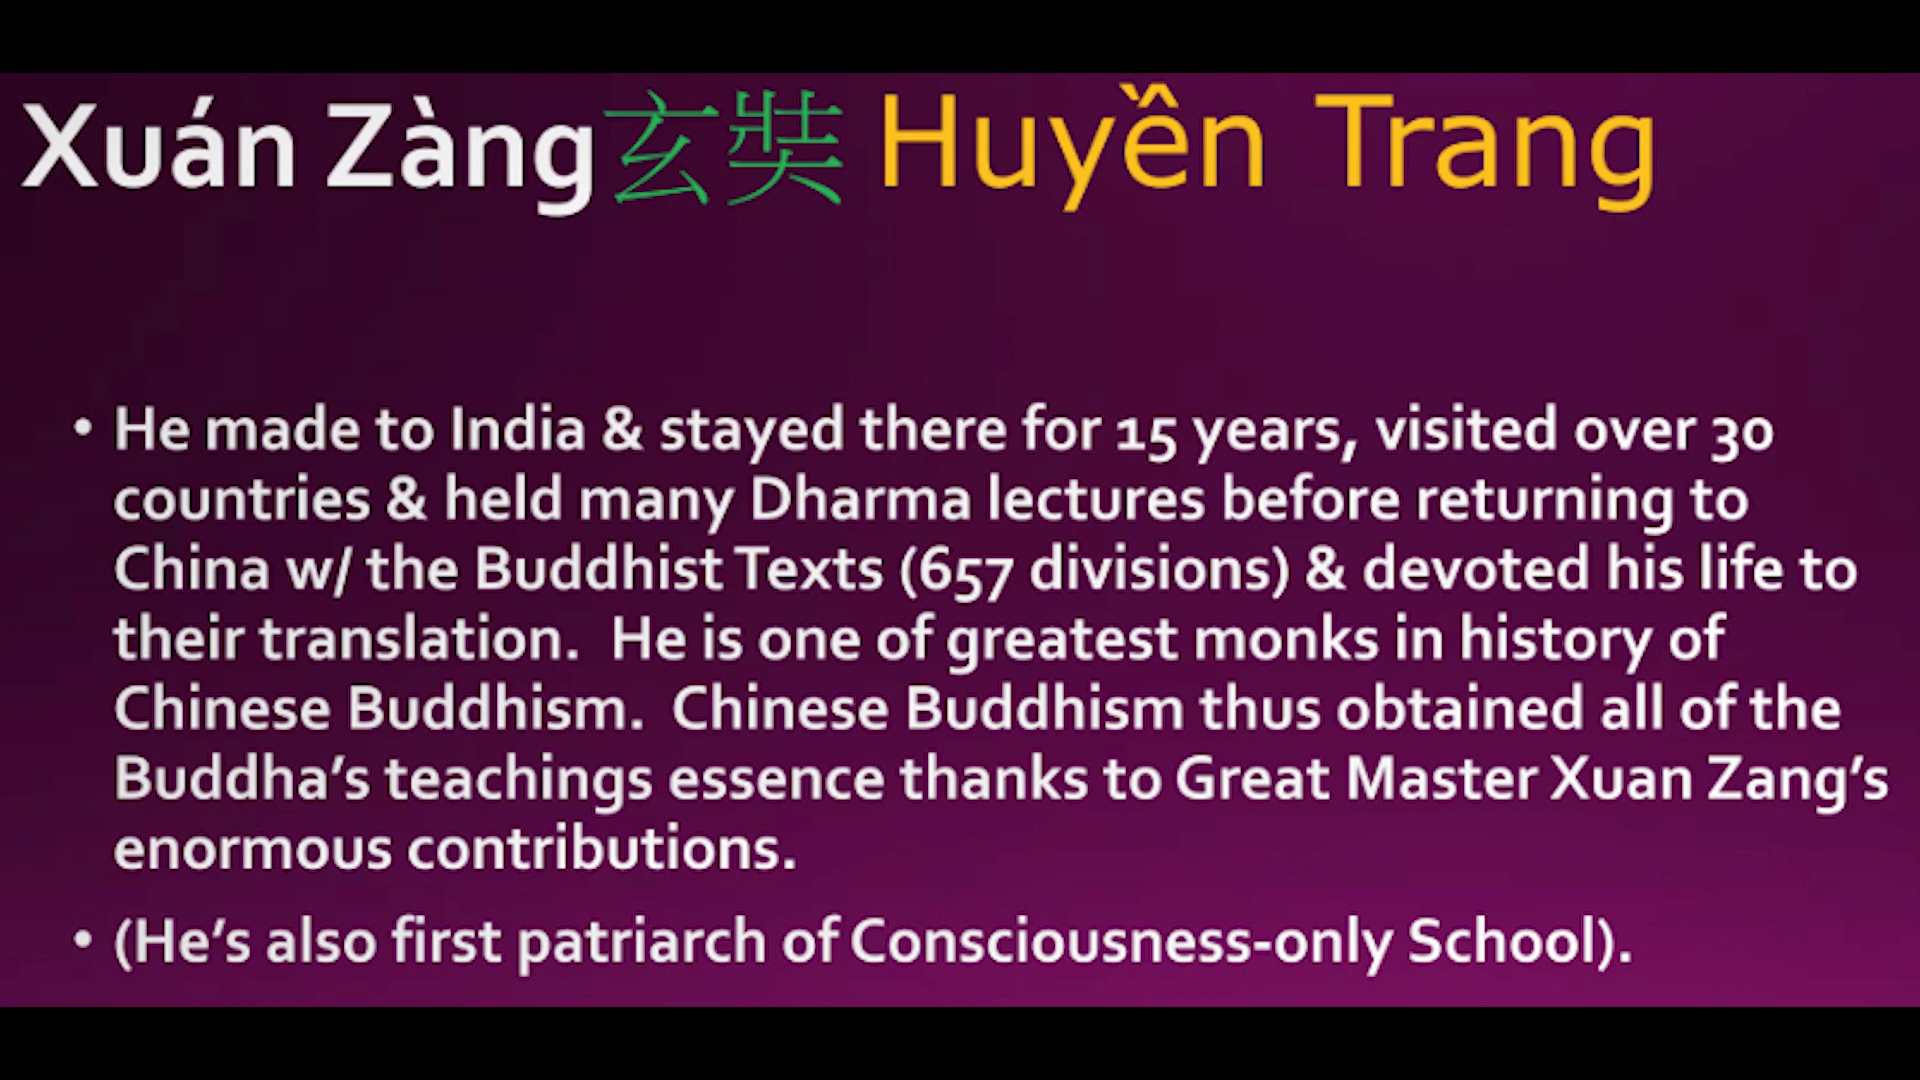 Xuán Zàng玄奘 Huyền Trang
• He made to India & stayed there for 15 years, visited over 30
countries & held many Dharma lectures before returning to
China w/ the Buddhist Texts (657 divisions) & devoted his life to
their translation.  He is one of greatest monks in history of
Chinese Buddhism.  Chinese Buddhism thus obtained all of the
Buddha’s teachings essence thanks to Great Master Xuan Zang’s
enormous contributions.
• (He’s also first patriarch of Consciousness-only School).